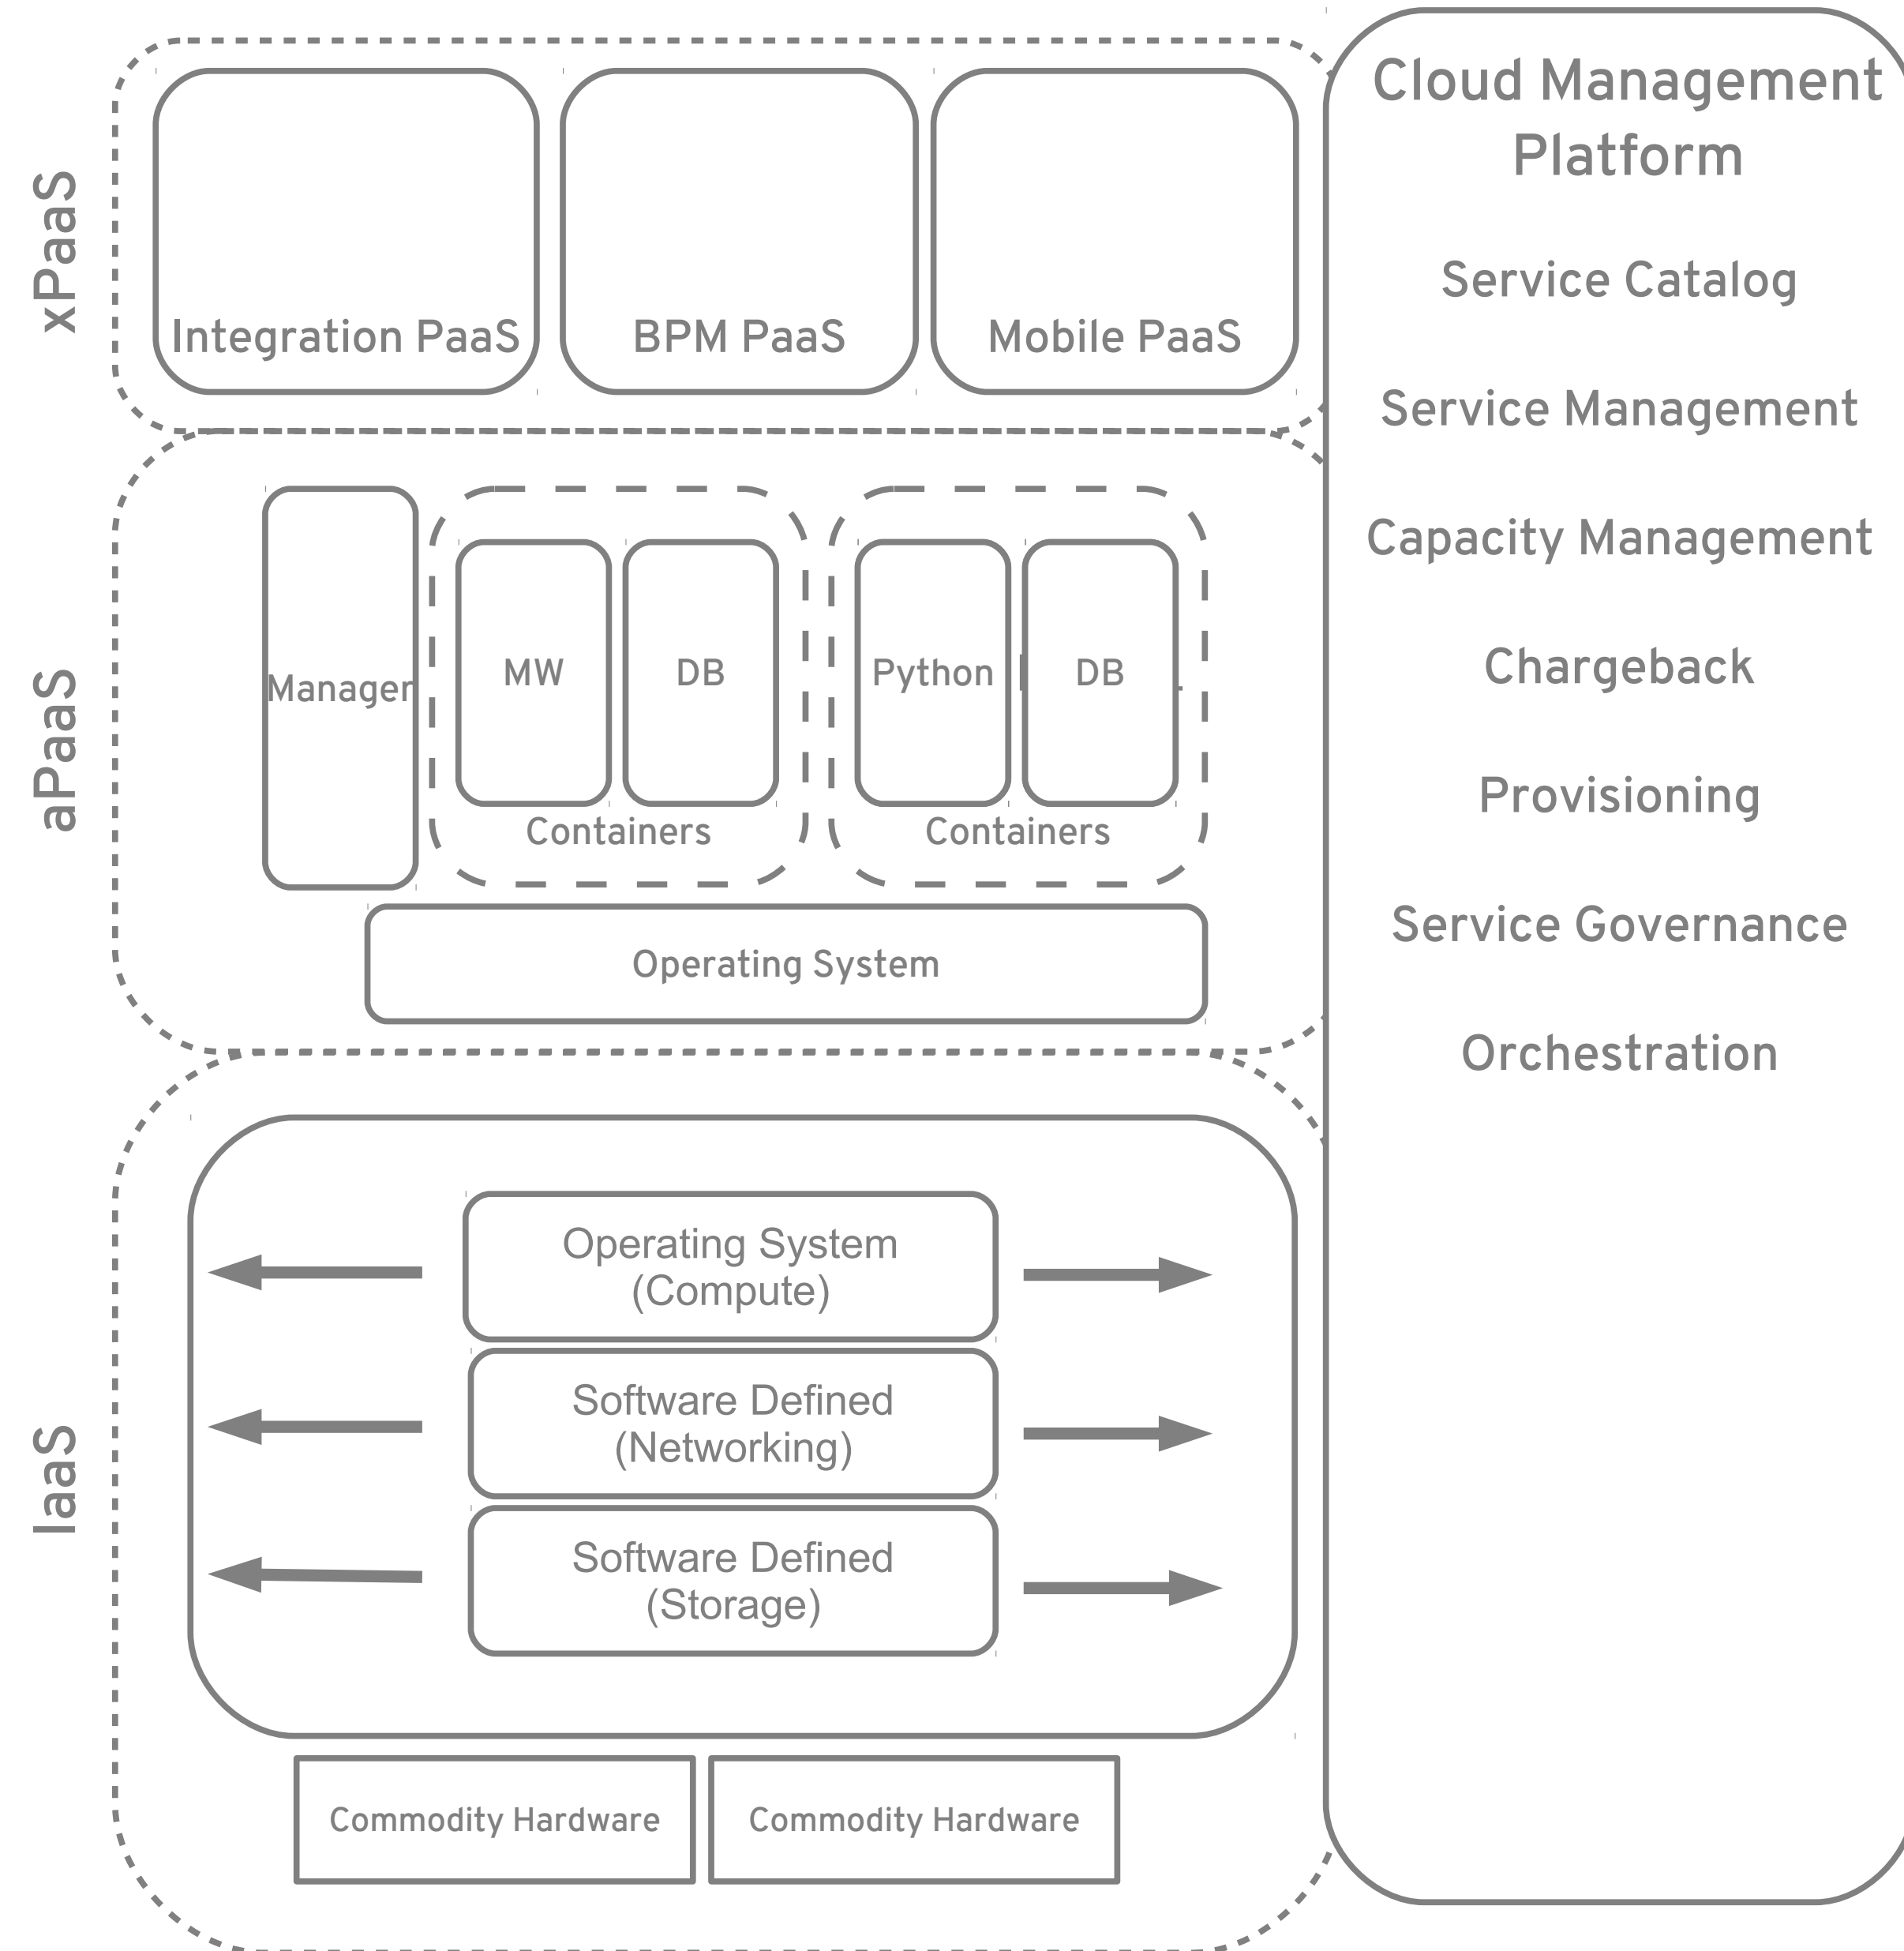 xPaaS
Integration PaaS
BPM PaaS
Mobile PaaS
aPaaS
Manager
MW
DB
Containers
Python
DB
Containers
Operating System
IaaS
Operating System
(Compute)
Software Defined
(Networking)
Software Defined
(Storage)
Commodity Hardware
Commodity Hardware
Cloud Management
Platform
Service Catalog
Service Management
Capacity Management
Chargeback
Provisioning
Service Governance
Orchestration